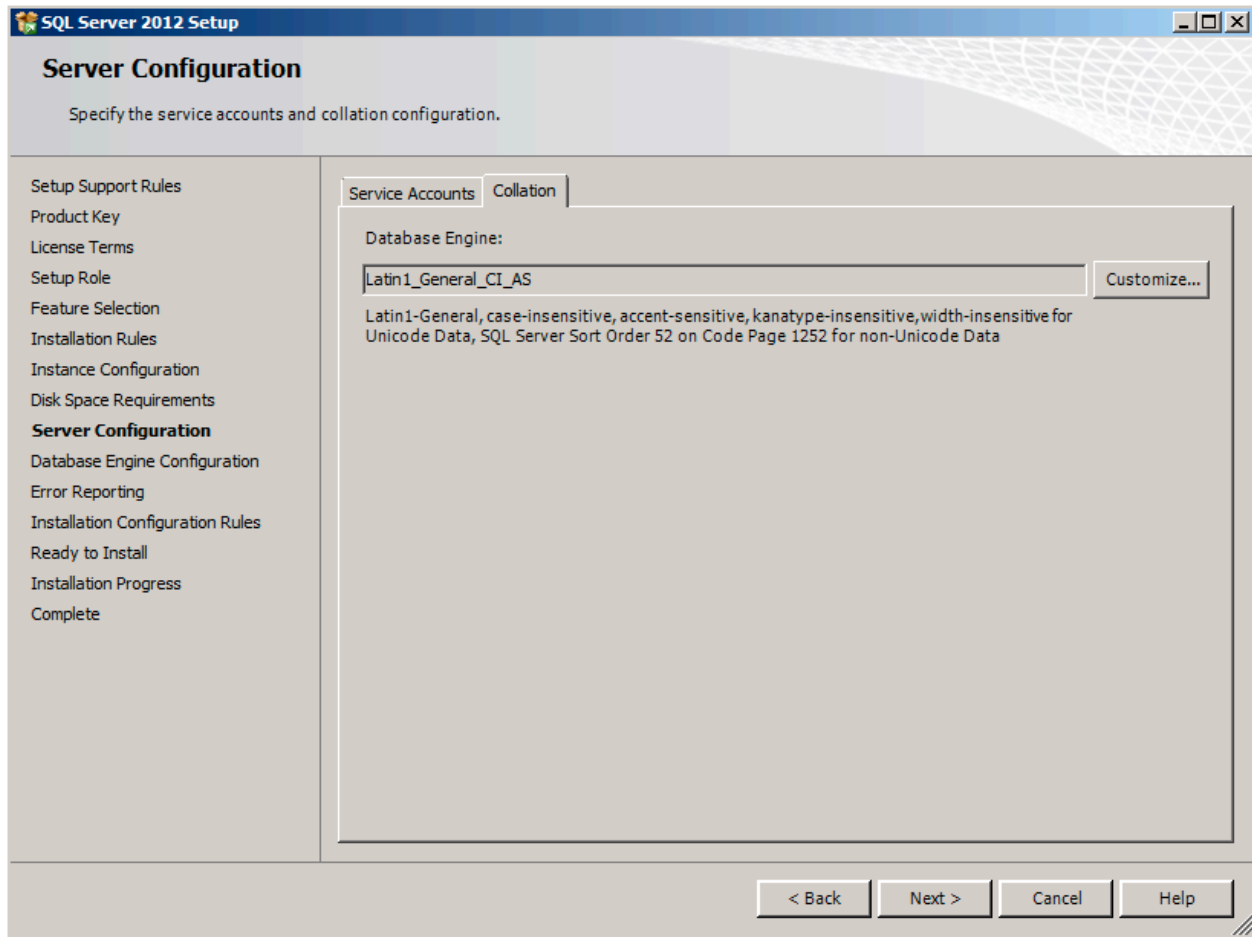 SQL Server 2012 Setup
Server Configuration
Specify the service accounts and collation configuration.
Setup Support Rules
Product Key
License Terms
Setup Role
Feature Selection
Installation Rules
Instance Configuration
Disk Space Requirements
Server Configuration
Database Engine Configuration
Error Reporting
Installation Configuration Rules
Ready to Install
Installation Progress
Complete
Service Accounts Collation
Database Engine:
Latin1_General_CI_AS Customize...
Latin1-General, case-insensitive, accent-sensitive, kanatype-insensitive, width-insensitive for
Unicode Data, SQL Server Sort Order 52 on Code Page 1252 for non-Unicode Data
< Back Next > Cancel Help